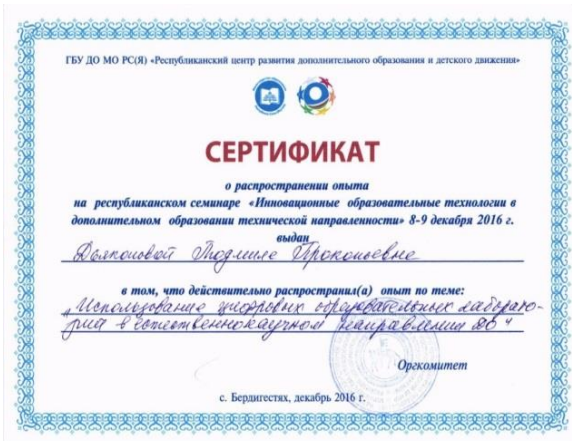 ГБУ ДО МО РС(Я) «Республиканский центр развития дополнительного образования и детского движения»
СЕРТИФИКАТ
о распространении опыта
на республиканском семинаре «Инновационные образовательные технологии в
дополнительном образовании технической направленности» 8-9 декабря 2016 г.
выдан
Людмиле Прокопьевне
в том, что действительно распространил(а) опыт по теме:
"Использование цифровых образовательных лаборато-
рий в естественнонаучном направлении ДО"
Оргкомитет
с. Бердигестях, декабрь 2016 г.